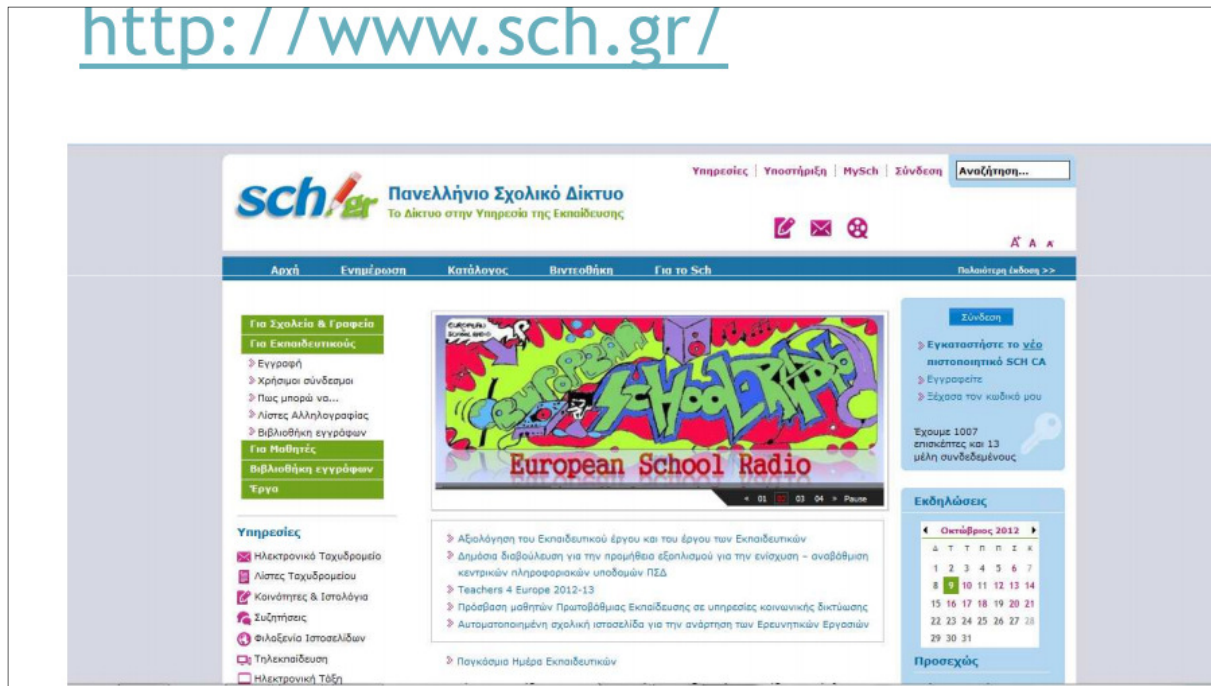 http://www.sch.gr/
Υπηρεσίες | Υποστήριξη | MySch | Σύνδεση
Αναζήτηση...
sch.gr
Πανελλήνιο Σχολικό Δίκτυο
Το Δίκτυο στην Υπηρεσία της Εκπαίδευσης
A A A
Αρχή Ενημέρωση Κατάλογος Βιντεοθήκη Για το Sch
Παλαιότερη έκδοση >>
Για Σχολεία & Γραφεία
Για Εκπαιδευτικούς
Εγγραφή
Χρήσιμοι σύνδεσμοι
Πως μπορώ να...
Λίστες Αλληλογραφίας
Βιβλιοθήκη εγγράφων
Για Μαθητές
Βιβλιοθήκη εγγράφων
Έργα
Υπηρεσίες
Ηλεκτρονικό Ταχυδρομείο
Λίστες Ταχυδρομείου
Κοινότητες & Ιστολόγια
Συζητήσεις
Φιλοξενία Ιστοσελίδων
Τηλεκπαίδευση
Ηλεκτρονική Τάξη
EUROPEAN SCHOOL RADIO
EUROPEAN
SCHOOL RADIO
European School Radio
< 01 02 03 04 > Pause
Αξιολόγηση του Εκπαιδευτικού έργου και του έργου των Εκπαιδευτικών
Δημόσια διαβούλευση για την προμήθεια εξοπλισμού για την ενίσχυση – αναβάθμιση
κεντρικών πληροφοριακών υποδομών ΠΣΔ
Teachers 4 Europe 2012-13
Πρόσβαση μαθητών Πρωτοβάθμιας Εκπαίδευσης σε υπηρεσίες κοινωνικής δικτύωσης
Αυτοματοποιημένη σχολική ιστοσελίδα για την ανάρτηση των Ερευνητικών Εργασιών
Παγκόσμια Ημέρα Εκπαιδευτικών
Σύνδεση
Εγκαταστήστε το νέο
πιστοποιητικό SCH CA
Εγγραφείτε
Ξέχασα τον κωδικό μου
Έχουμε 1007
επισκέπτες και 13
μέλη συνδεδεμένους
Εκδηλώσεις
Οκτώβριος 2012
Δ Τ Τ Π Π Σ Κ
1 2 3 4 5 6 7
8 9 10 11 12 13 14
15 16 17 18 19 20 21
22 23 24 25 26 27 28
29 30 31
Προσεχώς